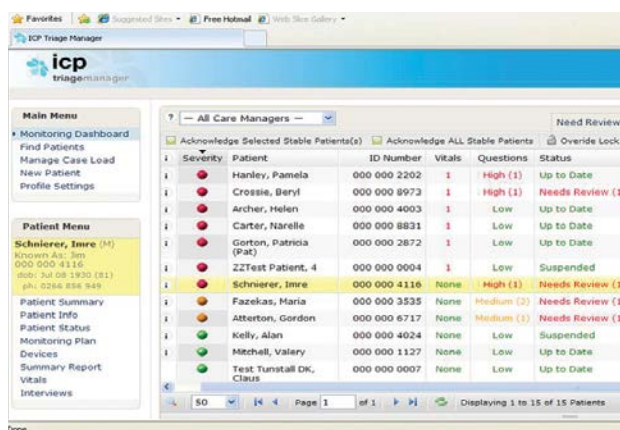 Favorites Suggested Sites Free Hotmail Web Slice Gallery
ICP Triage Manager
icp
triagemanager
Main Menu
Monitoring Dashboard
Find Patients
Manage Case Load
New Patient
Profile Settings
Patient Menu
Schnierer, Imre (M)
Known As: Jim
000 000 4116
dob: Jul 08 1930 (81)
ph: 0266 856 949
Patient Summary
Patient Info
Patient Status
Monitoring Plan
Devices
Summary Report
Vitals
Interviews
? — All Care Managers — Need Review
Acknowledge Selected Stable Patients(s) Acknowledge ALL Stable Patients Overide Lock
Severity Patient ID Number Vitals Questions Status
Hanley, Pamela 000 000 2202 1 High (1) Up to Date
Crossie, Beryl 000 000 8973 1 High (1) Needs Review (1
Archer, Helen 000 000 4003 1 Low Up to Date
Carter, Narelle 000 000 8831 1 Low Up to Date
Gorton, Patricia 000 000 2872 1 Low Up to Date
(Pat)
ZZTest Patient, 4 000 000 0004 1 Low Suspended
Schnierer, Imre 000 000 4116 None High (1) Needs Review (1
Fazekas, Maria 000 000 3535 None Medium (2) Needs Review (1
Atterton, Gordon 000 000 6717 None Medium (1) Needs Review (1
Kelly, Alan 000 000 4024 None Low Suspended
Mitchell, Valery 000 000 1127 None Low Up to Date
Test Tunstall DK, 000 000 0007 None Low Up to Date
Claus
50 Page 1 of 1 Displaying 1 to 15 of 15 Patients